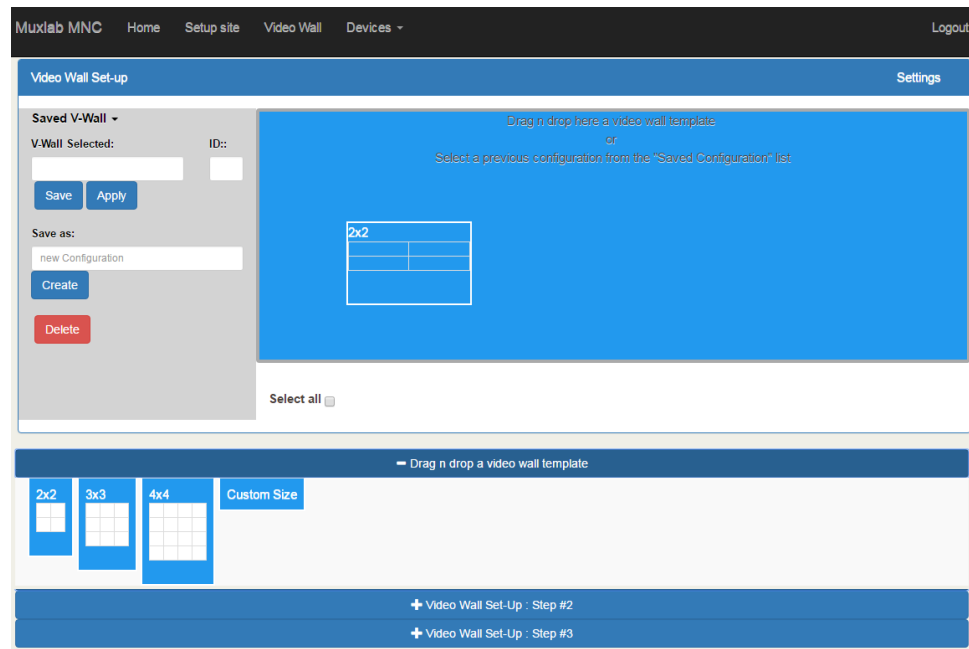 Muxlab MNC Home Setup site Video Wall Devices Logout
Video Wall Set-up Settings
Saved V-Wall
V-Wall Selected: ID::
Save Apply
Save as:
new Configuration
Create
Delete
Drag n drop here a video wall template
or
Select a previous configuration from the "Saved Configuration" list
2x2
Select all
Drag n drop a video wall template
2x2 3x3 4x4 Custom Size
Video Wall Set-Up : Step #2
Video Wall Set-Up : Step #3